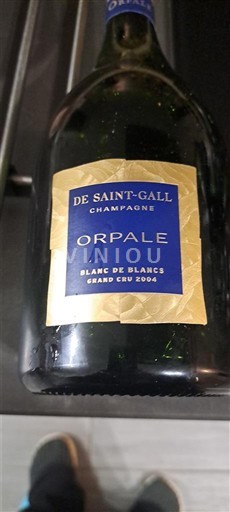 ORPALE
DE SAINT-GALL
CHAMPAGNE
ORPALE
VINIOU
BLANC DE BLANCS
GRAND CRU 2004